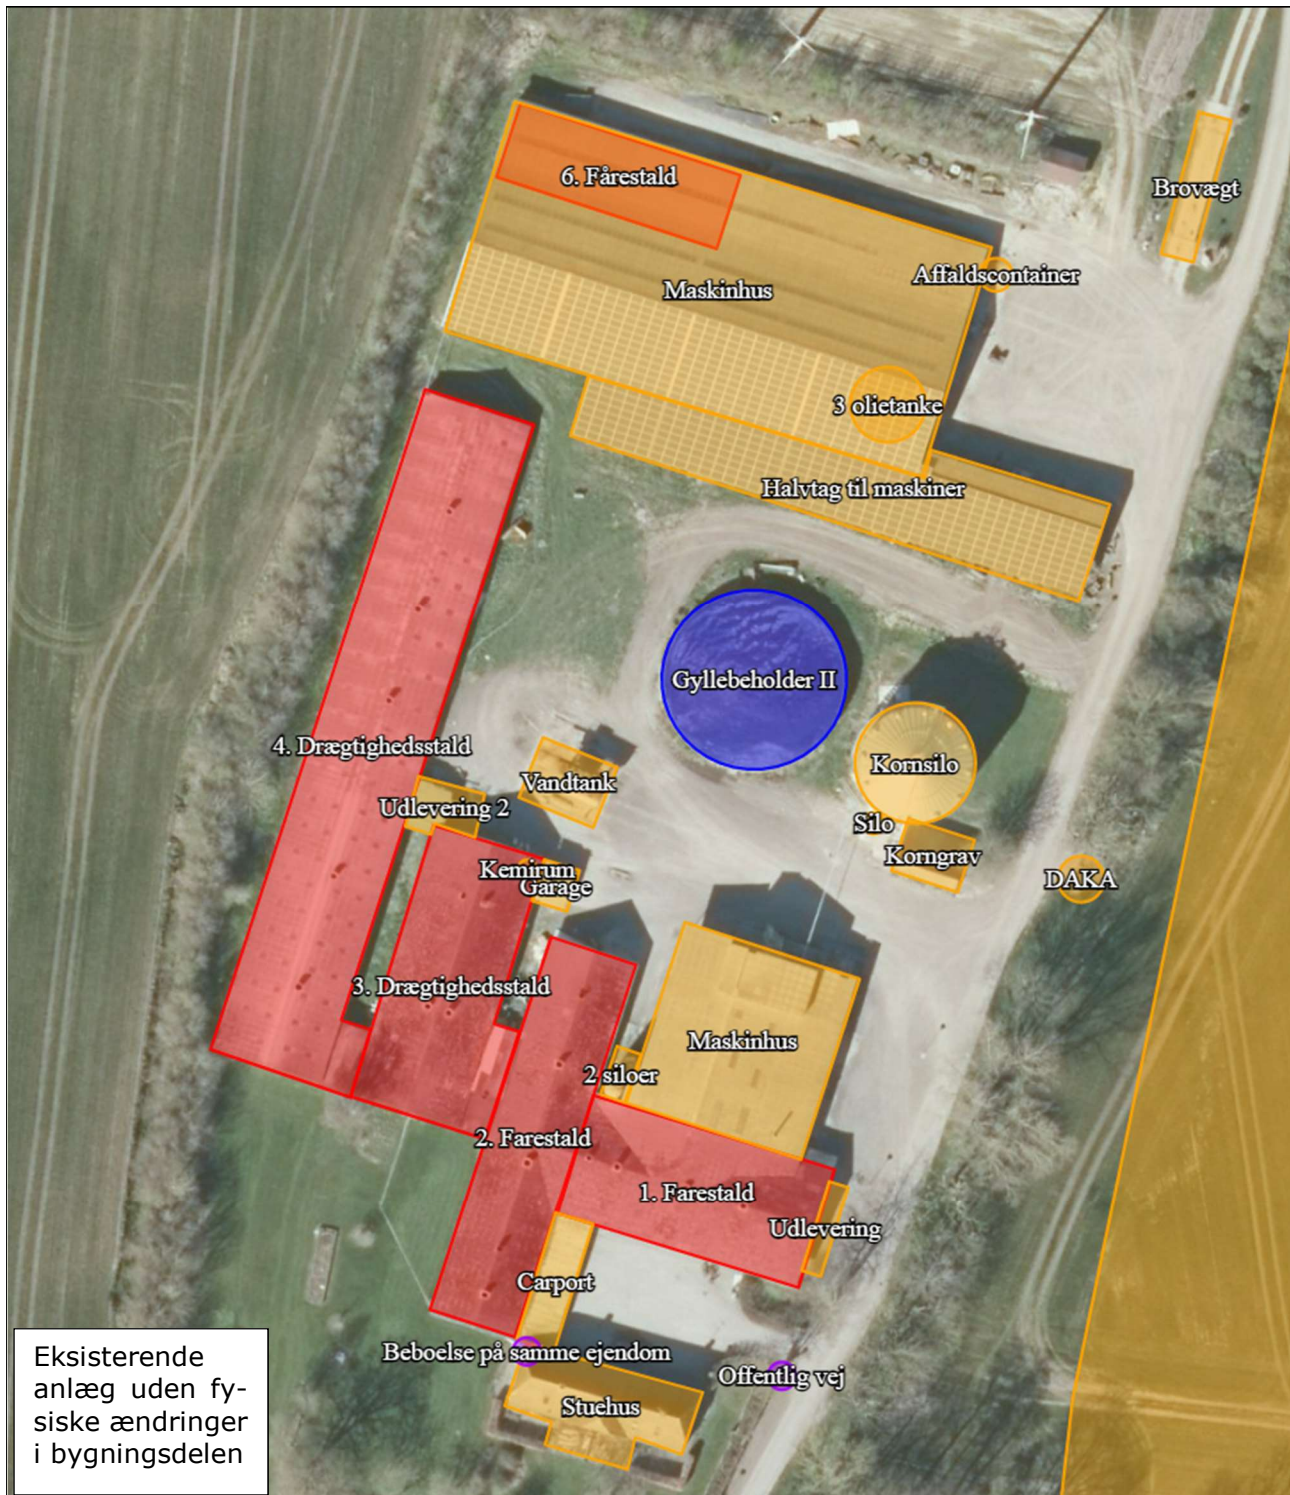 6. Fårestald
Brovægt
Affaldscontainer
Maskinhus
3 olietanke
Halvtag til maskiner
Gyllebeholder II
4. Drægtighedsstald
Kornsilo
Vandtank
Udlevering 2
Silo
Korngrav
Kemirum
DAKA
Garage
3. Drægtighedsstald
Maskinhus
2 siloer
2. Farestald
1. Farestald
Udlevering
Carport
Beboelse på samme ejendom
Offentlig vej
Stuehus
Eksisterende
anlæg uden fy-
siske ændringer
i bygningsdelen